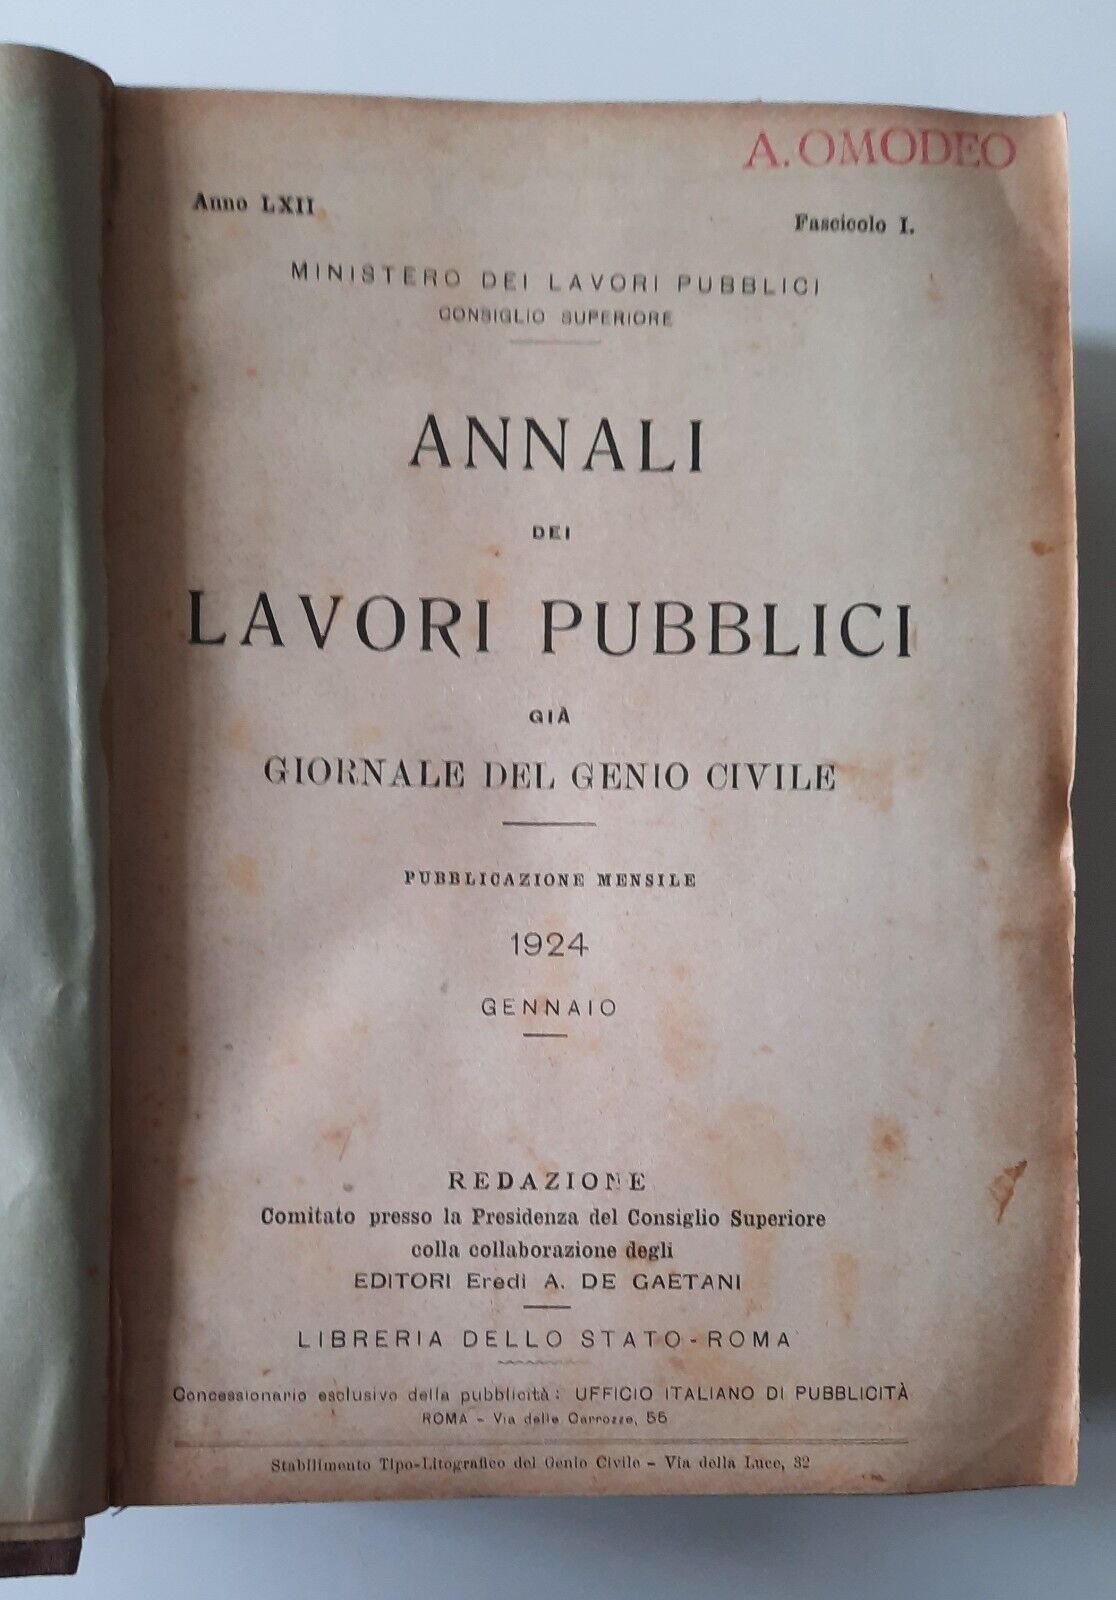 A. OMODEO
Anno LXII
Fascicolo I.
MINISTERO DEI LAVORI PUBBLICI
CONSIGLIO SUPERIORE
ANNALI
DEI
LAVORI PUBBLICI
GIÀ
GIORNALE DEL GENIO CIVILE
PUBBLICAZIONE MENSILE
1924
GENNAIO
REDAZIONE
Comitato presso la Presidenza del Consiglio Superiore
colla collaborazione degli
EDITORI Eredi A. DE GAETANI
LIBRERIA DELLO STATO-ROMA
Concessionario esclusivo della pubblicità: UFFICIO ITALIANO DI PUBBLICITÀ
ROMA - Via delle Carrozze, 55
Stabilimento Tipo-Litografico del Genio Civile - Via della Luce, 32